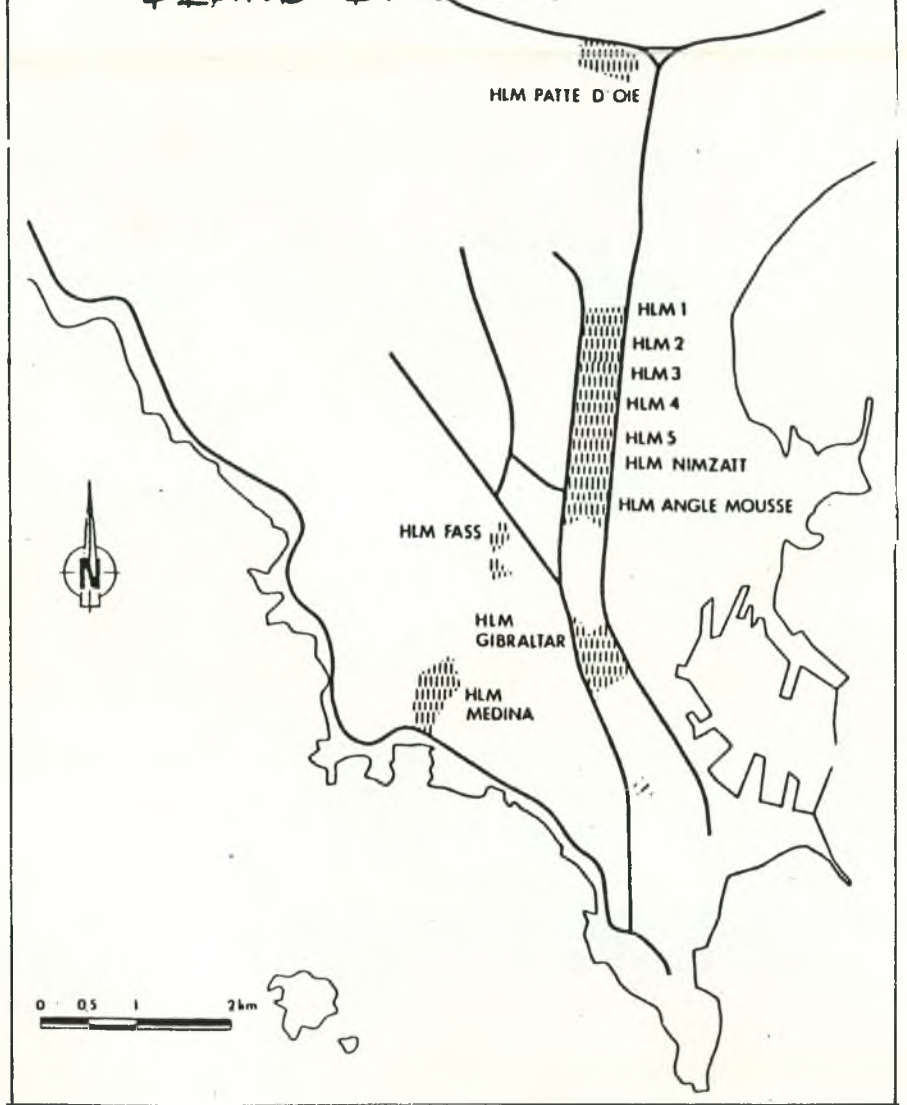 HLM PATTE D'OIE
HLM 1
HLM 2
HLM 3
HLM 4
HLM 5
HLM NIMZATT
HLM ANGLE MOUSSE
HLM FASS
HLM
GIBRALTAR
HLM
MEDINA
N
0 0,5 1 2km